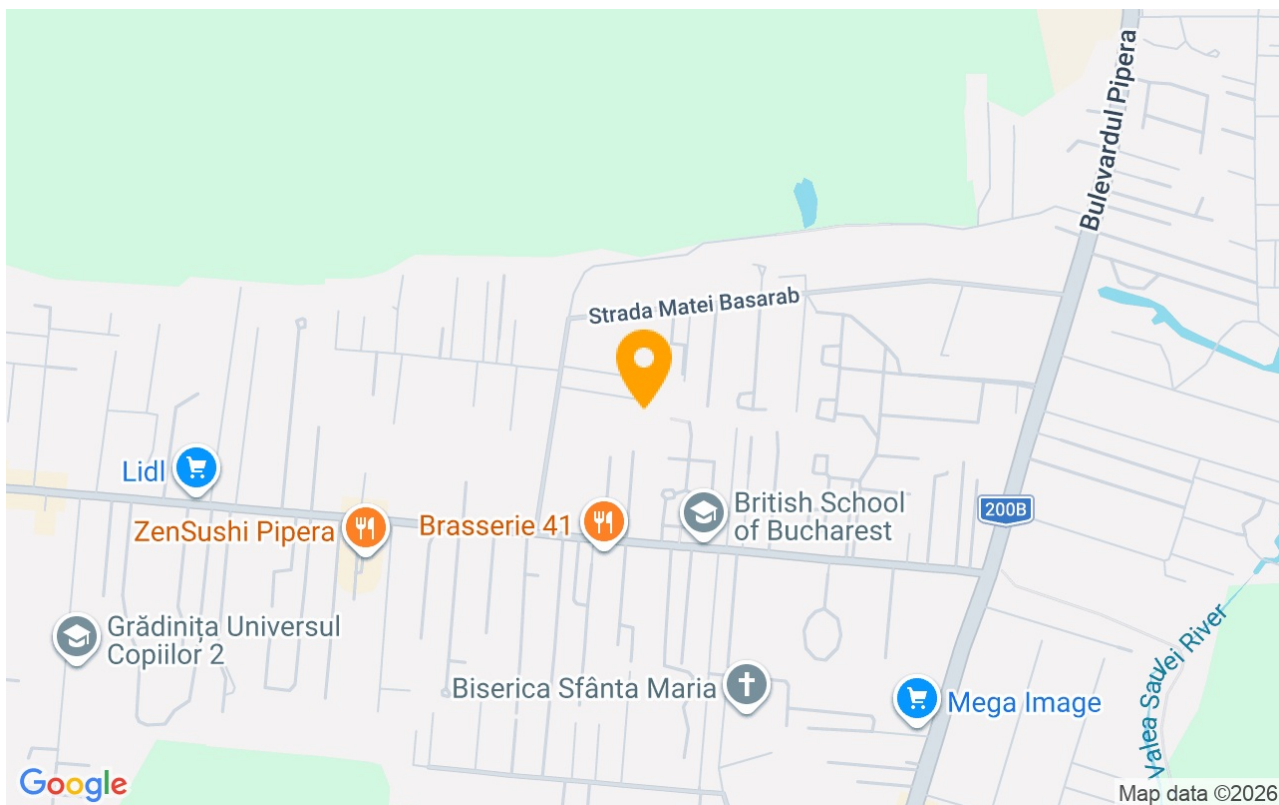 Bulevardul Pipera
Strada Matei Basarab
Lidl
ZenSushi Pipera
Brasserie 41
British School
of Bucharest
200B
Grădinița Universul
Copiilor 2
Biserica Sfânta Maria
Mega Image
Valea Saulei River
Google
Map data ©2026